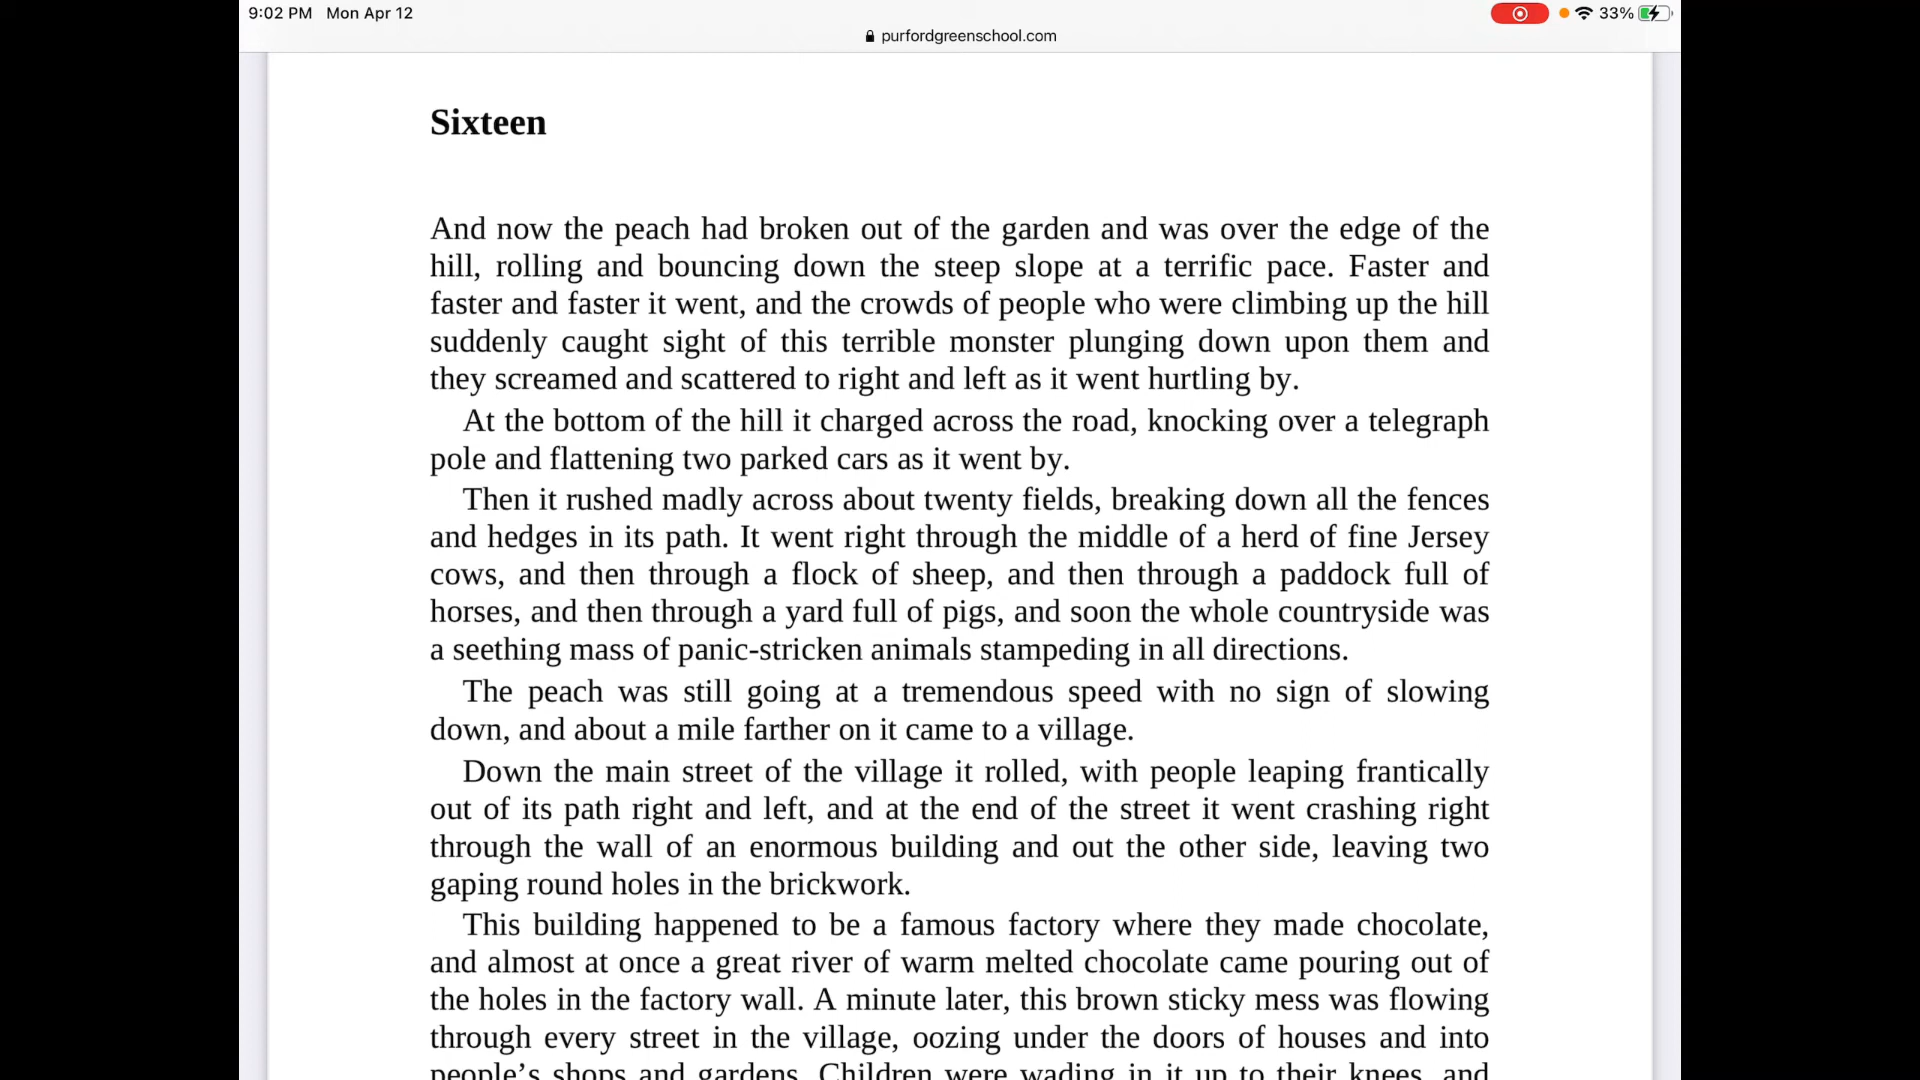 9:02 PM Mon Apr 12
33%
purfordgreenschool.com
Sixteen
And now the peach had broken out of the garden and was over the edge of the
hill, rolling and bouncing down the steep slope at a terrific pace. Faster and
faster and faster it went, and the crowds of people who were climbing up the hill
suddenly caught sight of this terrible monster plunging down upon them and
they screamed and scattered to right and left as it went hurtling by.
At the bottom of the hill it charged across the road, knocking over a telegraph
pole and flattening two parked cars as it went by.
Then it rushed madly across about twenty fields, breaking down all the fences
and hedges in its path. It went right through the middle of a herd of fine Jersey
cows, and then through a flock of sheep, and then through a paddock full of
horses, and then through a yard full of pigs, and soon the whole countryside was
a seething mass of panic-stricken animals stampeding in all directions.
The peach was still going at a tremendous speed with no sign of slowing
down, and about a mile farther on it came to a village.
Down the main street of the village it rolled, with people leaping frantically
out of its path right and left, and at the end of the street it went crashing right
through the wall of an enormous building and out the other side, leaving two
gaping round holes in the brickwork.
This building happened to be a famous factory where they made chocolate,
and almost at once a great river of warm melted chocolate came pouring out of
the holes in the factory wall. A minute later, this brown sticky mess was flowing
through every street in the village, oozing under the doors of houses and into
people’s shops and gardens. Children were wading in it up to their knees, and